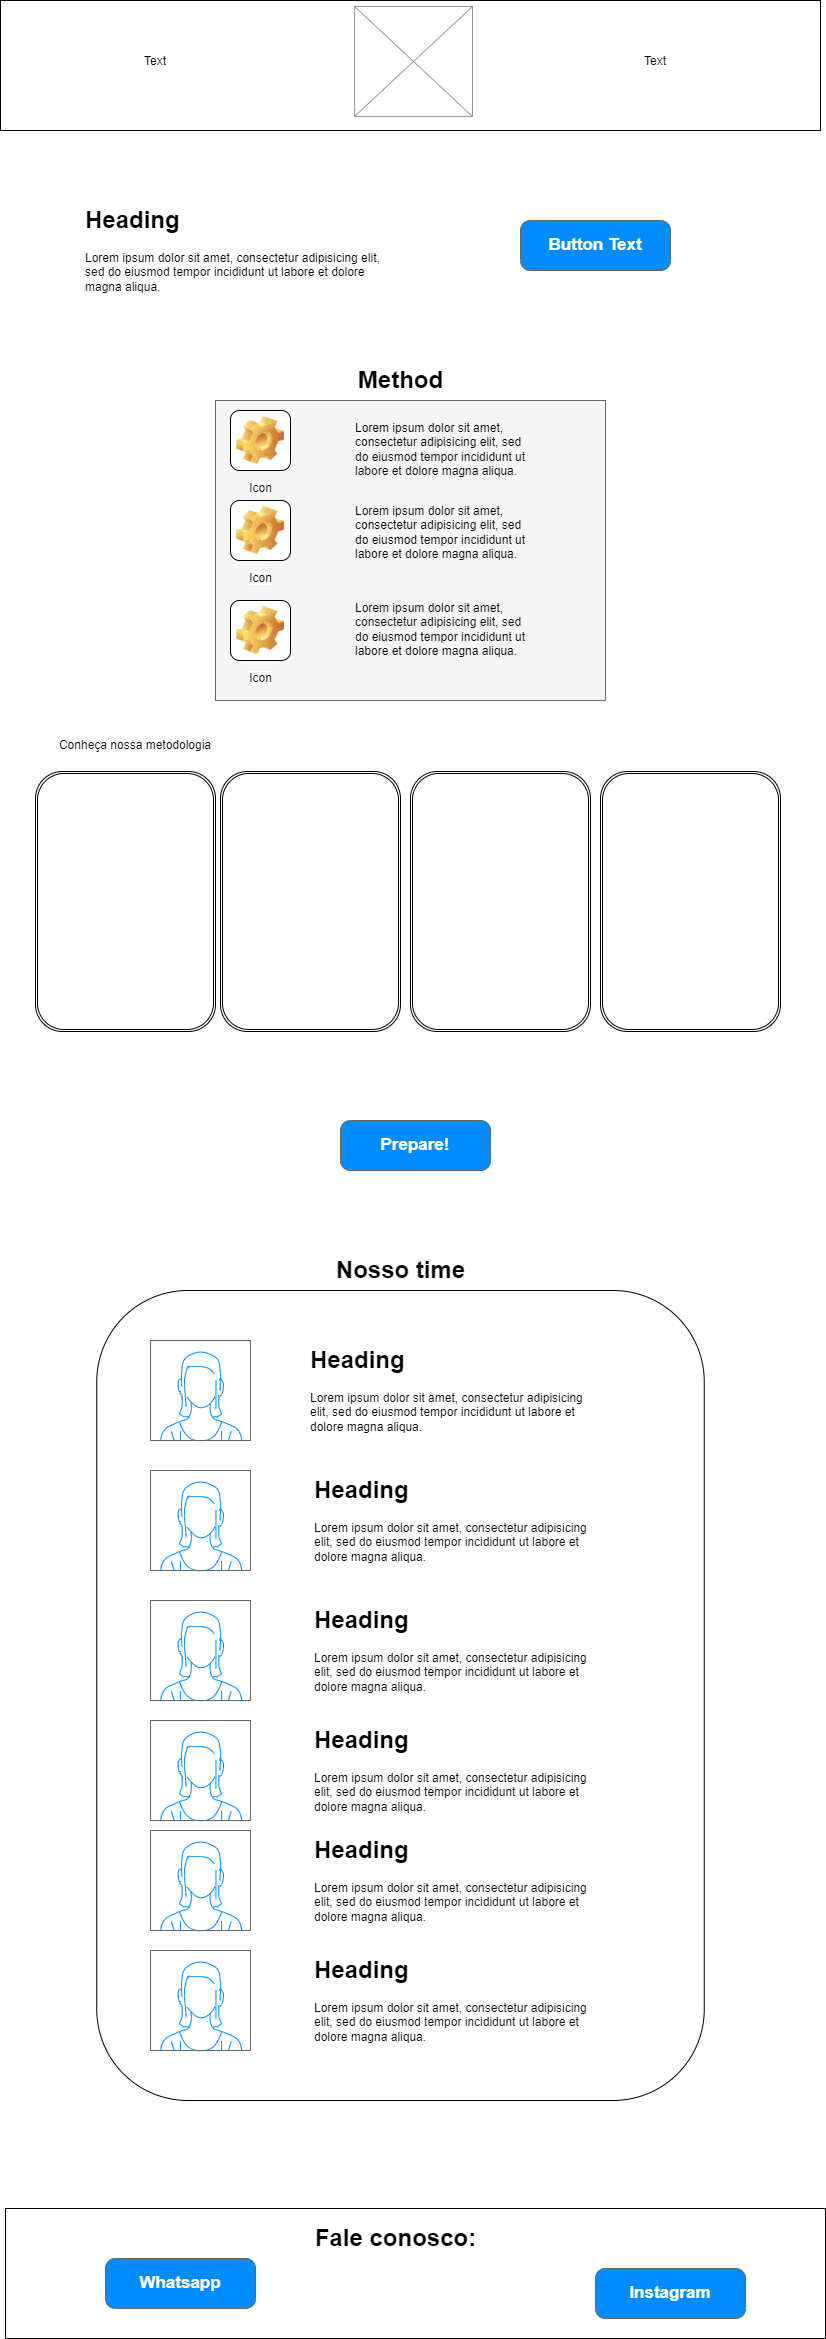 Text
Text
Heading
Lorem ipsum dolor sit amet, consectetur adipisicing elit,
sed do eiusmod tempor incididunt ut labore et dolore
magna aliqua.
Button Text
Method
Lorem ipsum dolor sit amet,
consectetur adipisicing elit, sed
do eiusmod tempor incididunt ut
labore et dolore magna aliqua.
Icon
Lorem ipsum dolor sit amet,
consectetur adipisicing elit, sed
do eiusmod tempor incididunt ut
labore et dolore magna aliqua.
Icon
Lorem ipsum dolor sit amet,
consectetur adipisicing elit, sed
do eiusmod tempor incididunt ut
labore et dolore magna aliqua.
Icon
Conheça nossa metodologia
Prepare!
Nosso time
Heading
Lorem ipsum dolor sit amet, consectetur adipisicing
elit, sed do eiusmod tempor incididunt ut labore et
dolore magna aliqua.
Heading
Lorem ipsum dolor sit amet, consectetur adipisicing
elit, sed do eiusmod tempor incididunt ut labore et
dolore magna aliqua.
Heading
Lorem ipsum dolor sit amet, consectetur adipisicing
elit, sed do eiusmod tempor incididunt ut labore et
dolore magna aliqua.
Heading
Lorem ipsum dolor sit amet, consectetur adipisicing
elit, sed do eiusmod tempor incididunt ut labore et
dolore magna aliqua.
Heading
Lorem ipsum dolor sit amet, consectetur adipisicing
elit, sed do eiusmod tempor incididunt ut labore et
dolore magna aliqua.
Heading
Lorem ipsum dolor sit amet, consectetur adipisicing
elit, sed do eiusmod tempor incididunt ut labore et
dolore magna aliqua.
Fale conosco:
Whatsapp
Instagram